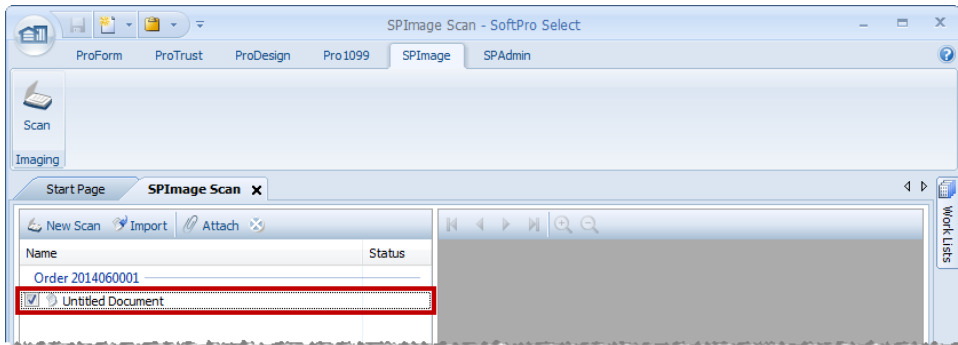 SPImage Scan - SoftPro Select
ProForm ProTrust ProDesign Pro1099 SPImage SPAdmin
Scan
Imaging
Start Page SPImage Scan
Work Lists
New Scan Import Attach
Name Status
Order 2014060001
Untitled Document